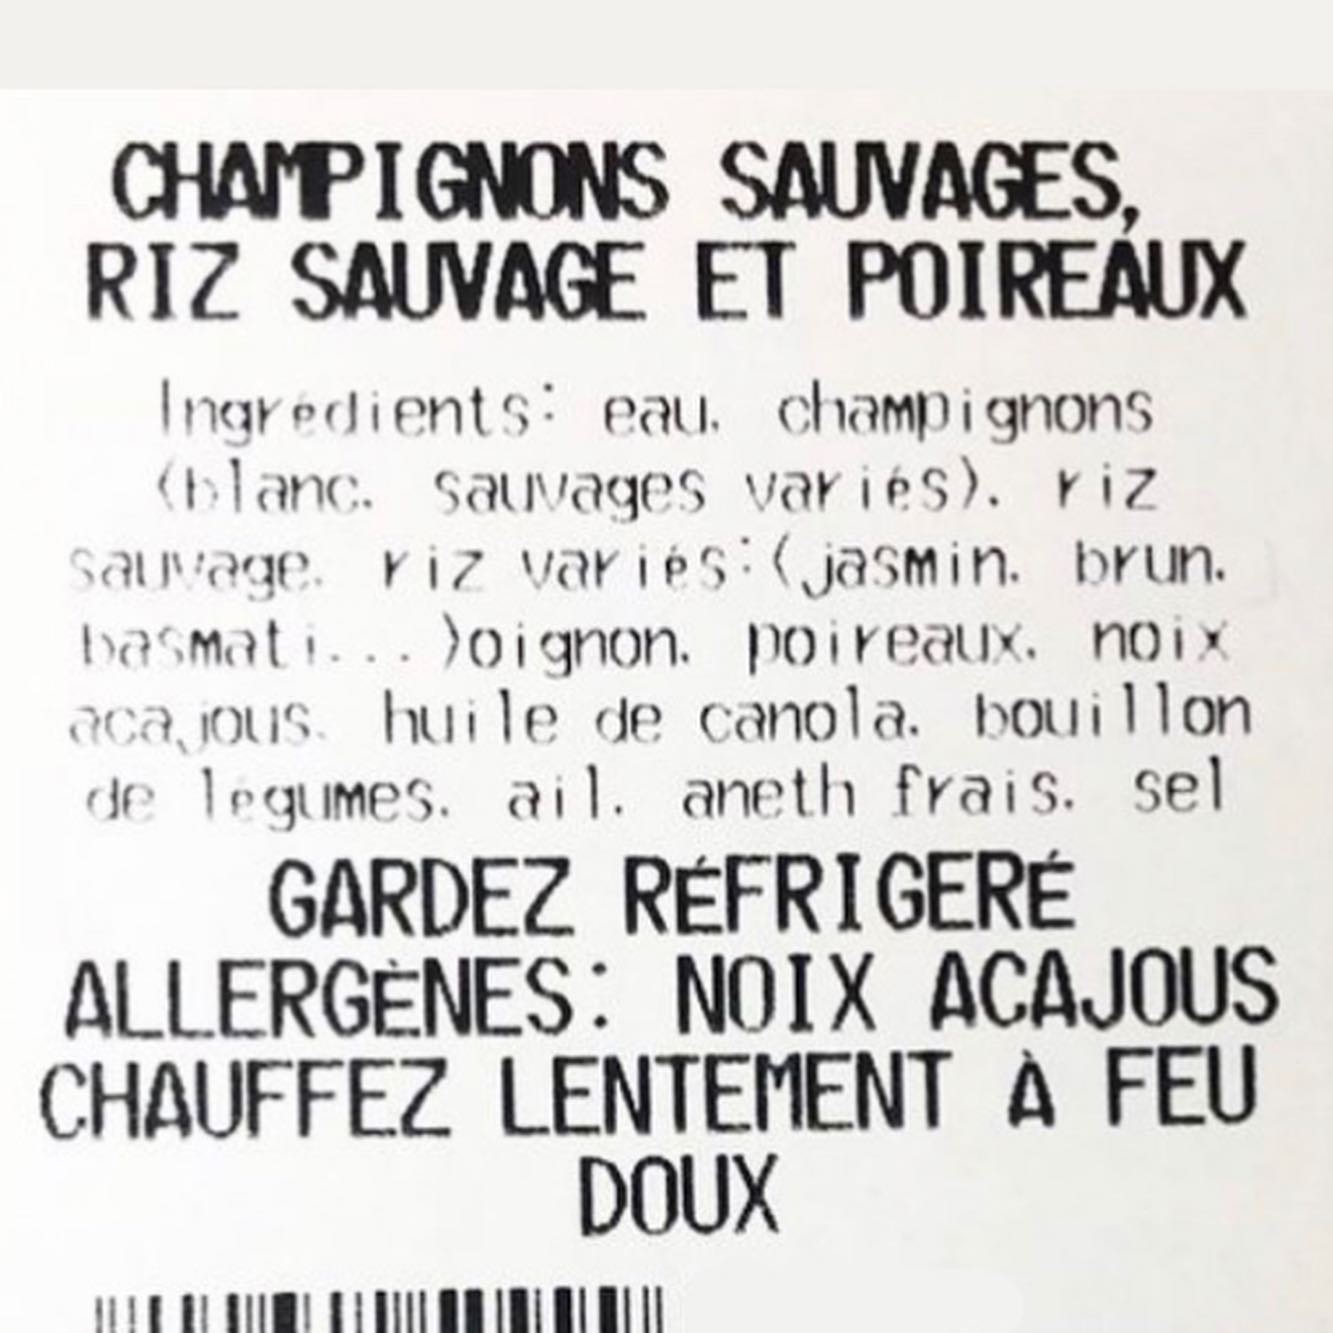 CHAMPIGNONS SAUVAGES,
RIZ SAUVAGE ET POIREAUX
Ingrédients: eau, champignons
(blanc, sauvages variés), riz
sauvage, riz variés:(jasmin, brun,
basmati...)oignon, poireaux, noix
acajous, huile de canola, bouillon
de légumes, ail, aneth frais, sel
GARDEZ RÉFRIGERÉ
ALLERGÈNES: NOIX ACAJOUS
CHAUFFEZ LENTEMENT À FEU
DOUX